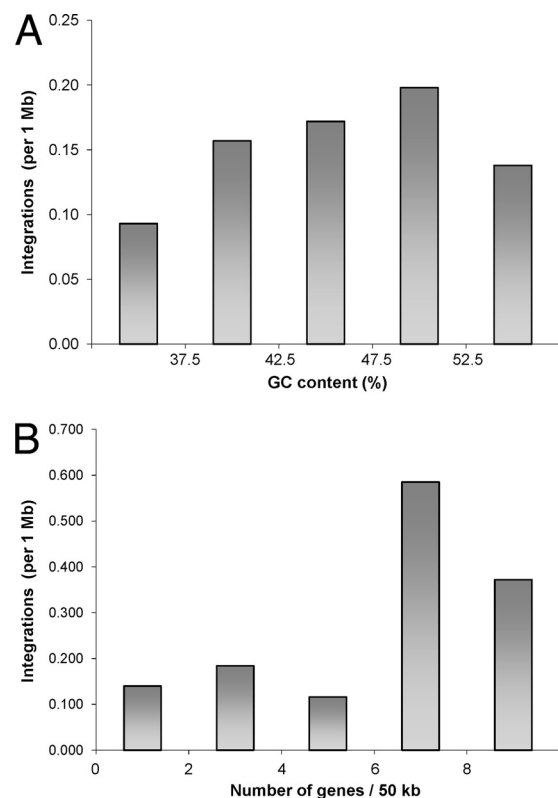 A
0.25
0.20
0.15
0.10
0.05
0.00
Integrations (per 1 Mb)
37.5 42.5 47.5 52.5
GC content (%)
B
0.700
0.600
0.500
0.400
0.300
0.200
0.100
0.000
Integrations (per 1 Mb)
0 2 4 6 8
Number of genes / 50 kb